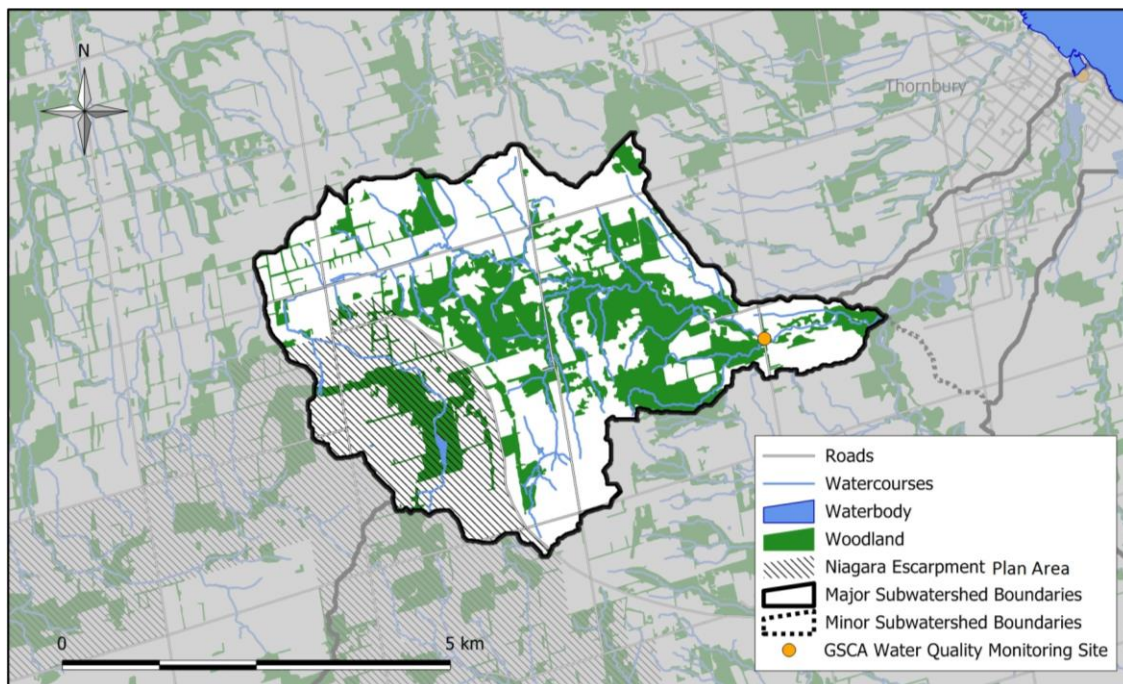 N
Thornbury
Roads
Watercourses
Waterbody
Woodland
Niagara Escarpment Plan Area
Major Subwatershed Boundaries
Minor Subwatershed Boundaries
GSCA Water Quality Monitoring Site
0 5 km